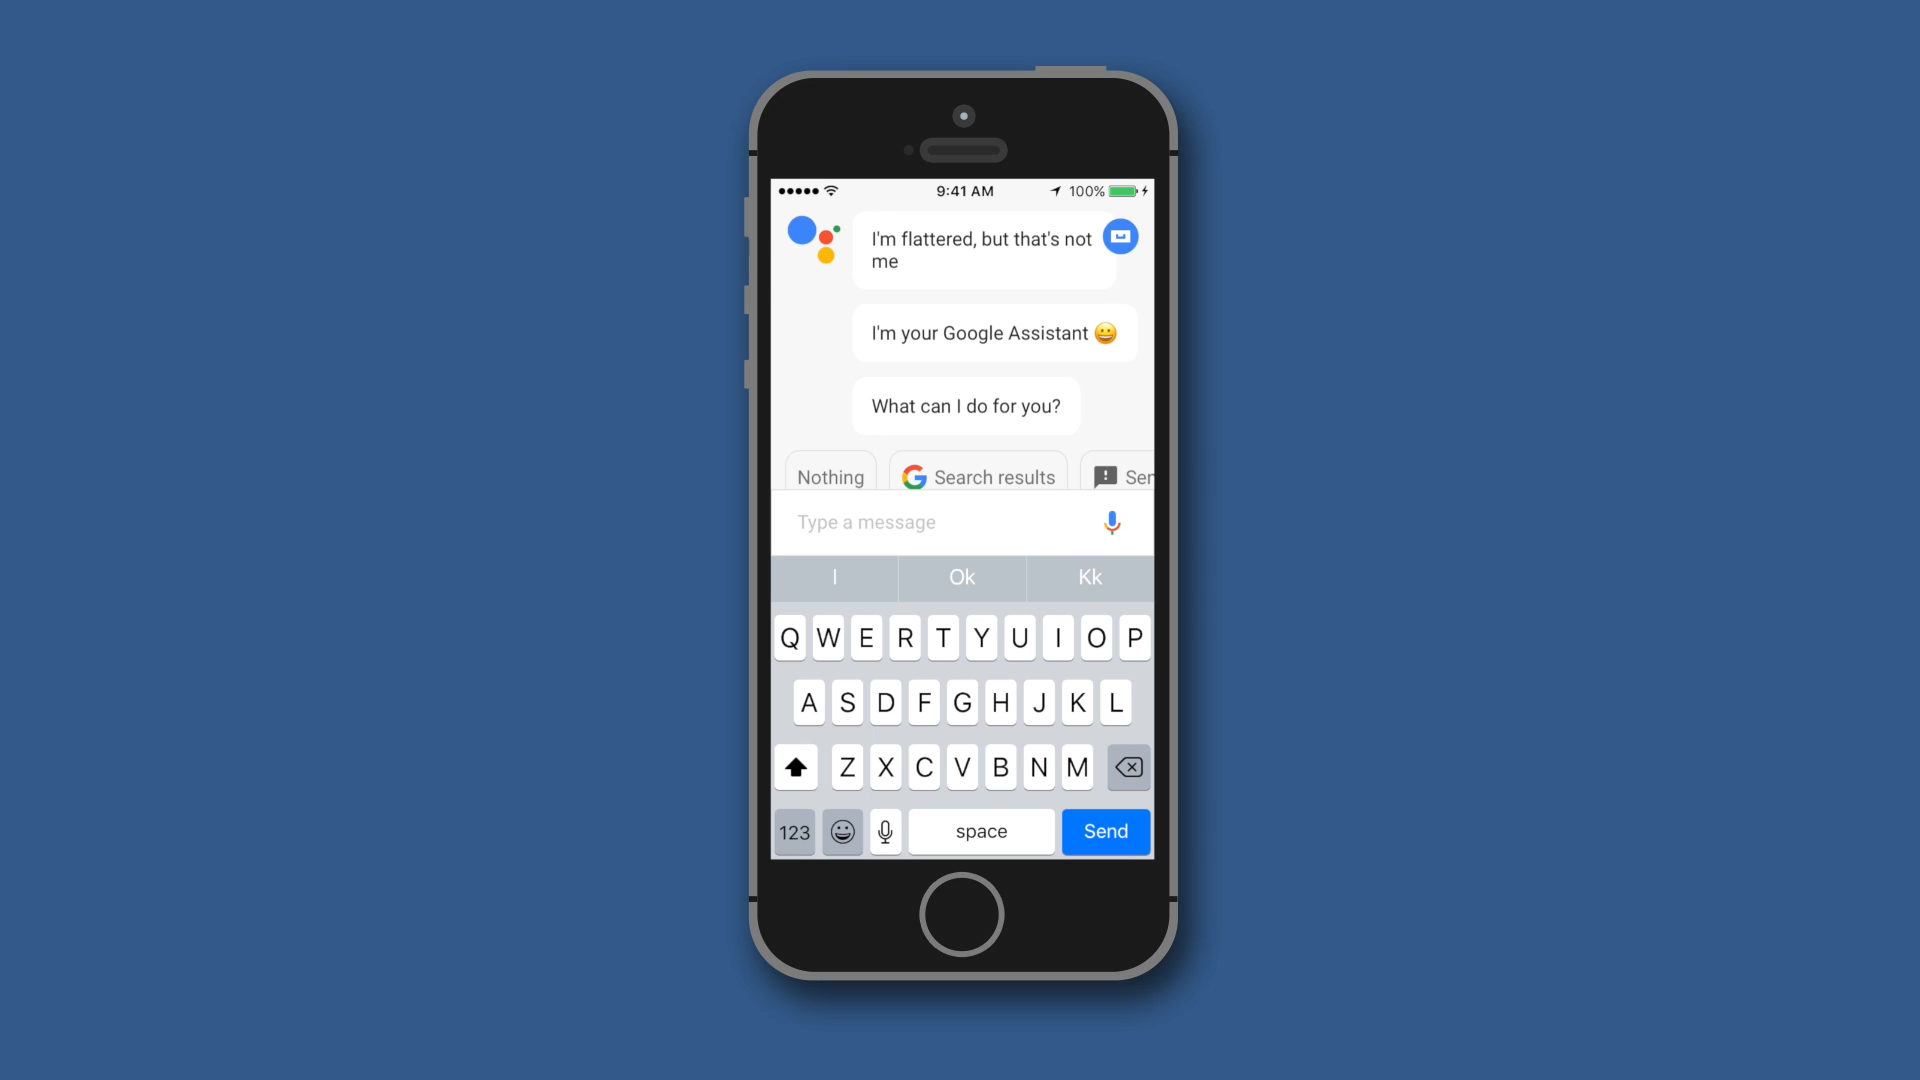 9:41 AM 100%
I'm flattered, but that's not
me
I'm your Google Assistant 😀
What can I do for you?
Nothing Search results Ser
Type a message
I Ok Kk
Q W E R T Y U I O P
A S D F G H J K L
Z X C V B N M
123 space Send